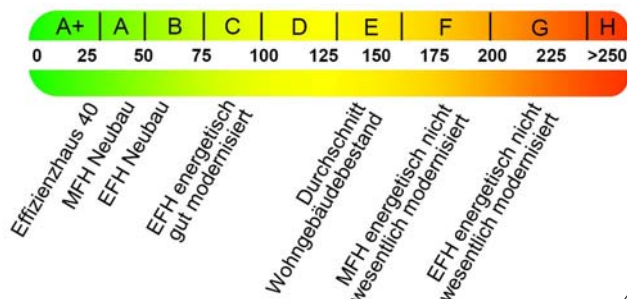 A+ A B C D E F G H
0 25 50 75 100 125 150 175 200 225 >250
Effizienzhaus 40
MFH Neubau
EFH Neubau
EFH energetisch
gut modernisiert
Durchschnitt
Wohngebäudebestand
MFH energetisch nicht
wesentlich modernisiert
EFH energetisch nicht
wesentlich modernisiert